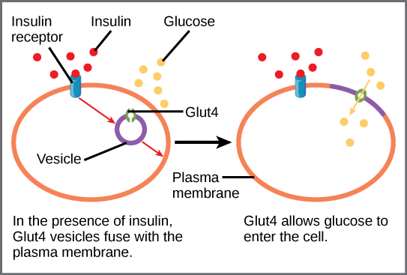 Insulin
receptor
Insulin
Glucose
Glut4
Vesicle
Plasma
membrane
In the presence of insulin,
Glut4 vesicles fuse with the
plasma membrane.
Glut4 allows glucose to
enter the cell.